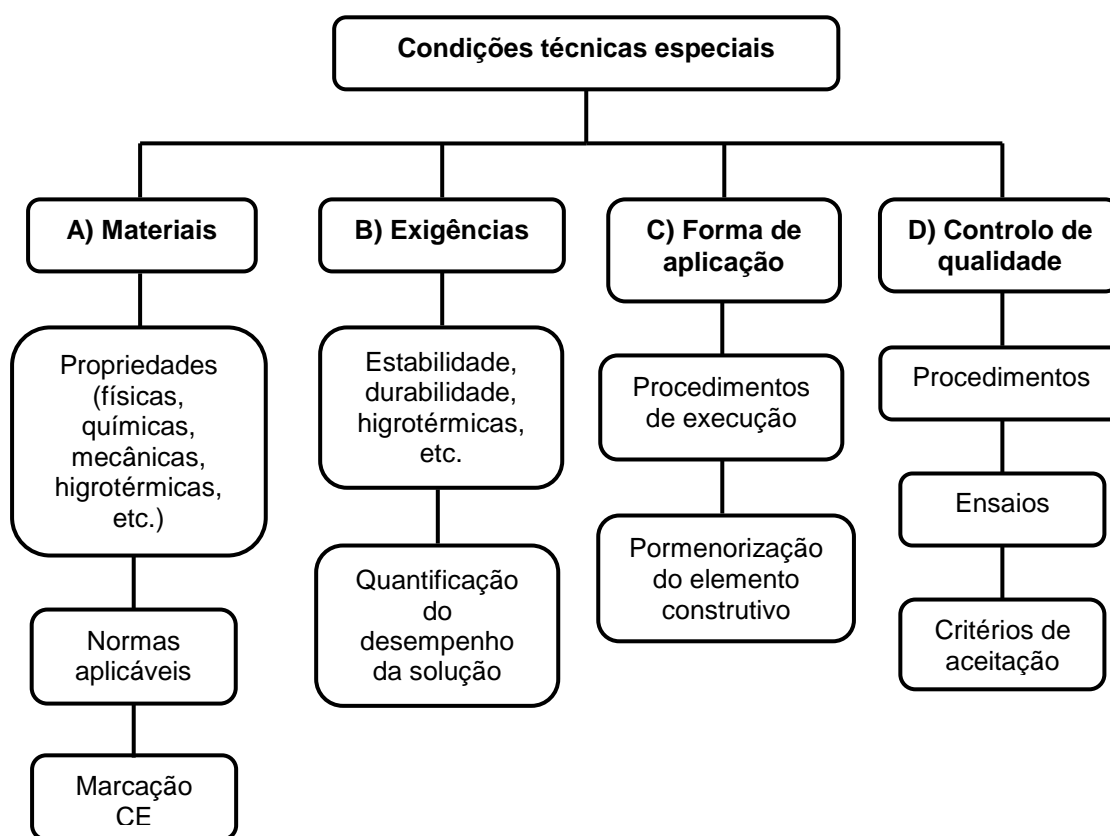 Condições técnicas especiais
A) Materiais
Propriedades
(físicas,
químicas,
mecânicas,
higrotérmicas,
etc.)
Normas
aplicáveis
Marcação
CE
B) Exigências
Estabilidade,
durabilidade,
higrotérmicas,
etc.
Quantificação
do
desempenho
da solução
C) Forma de
aplicação
Procedimentos
de execução
Pormenorização
do elemento
construtivo
D) Controlo de
qualidade
Procedimentos
Ensaios
Critérios de
aceitação